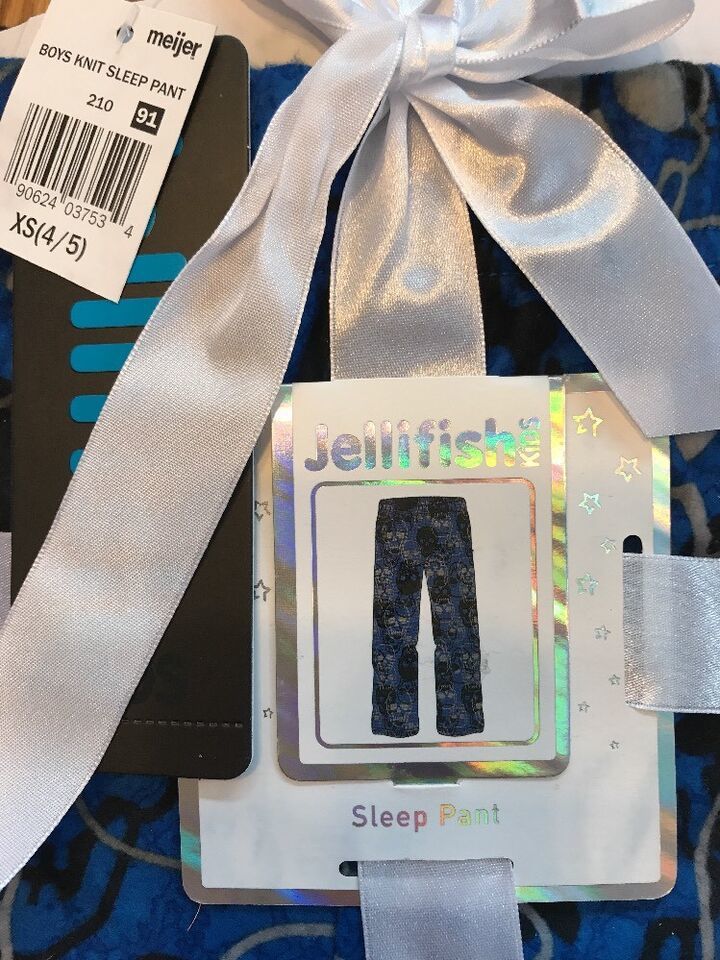 meijer
BOYS KNIT SLEEP PANT
210 91
90624 03753 4
XS(4/5)
Jellifish KIDS
Sleep Pant